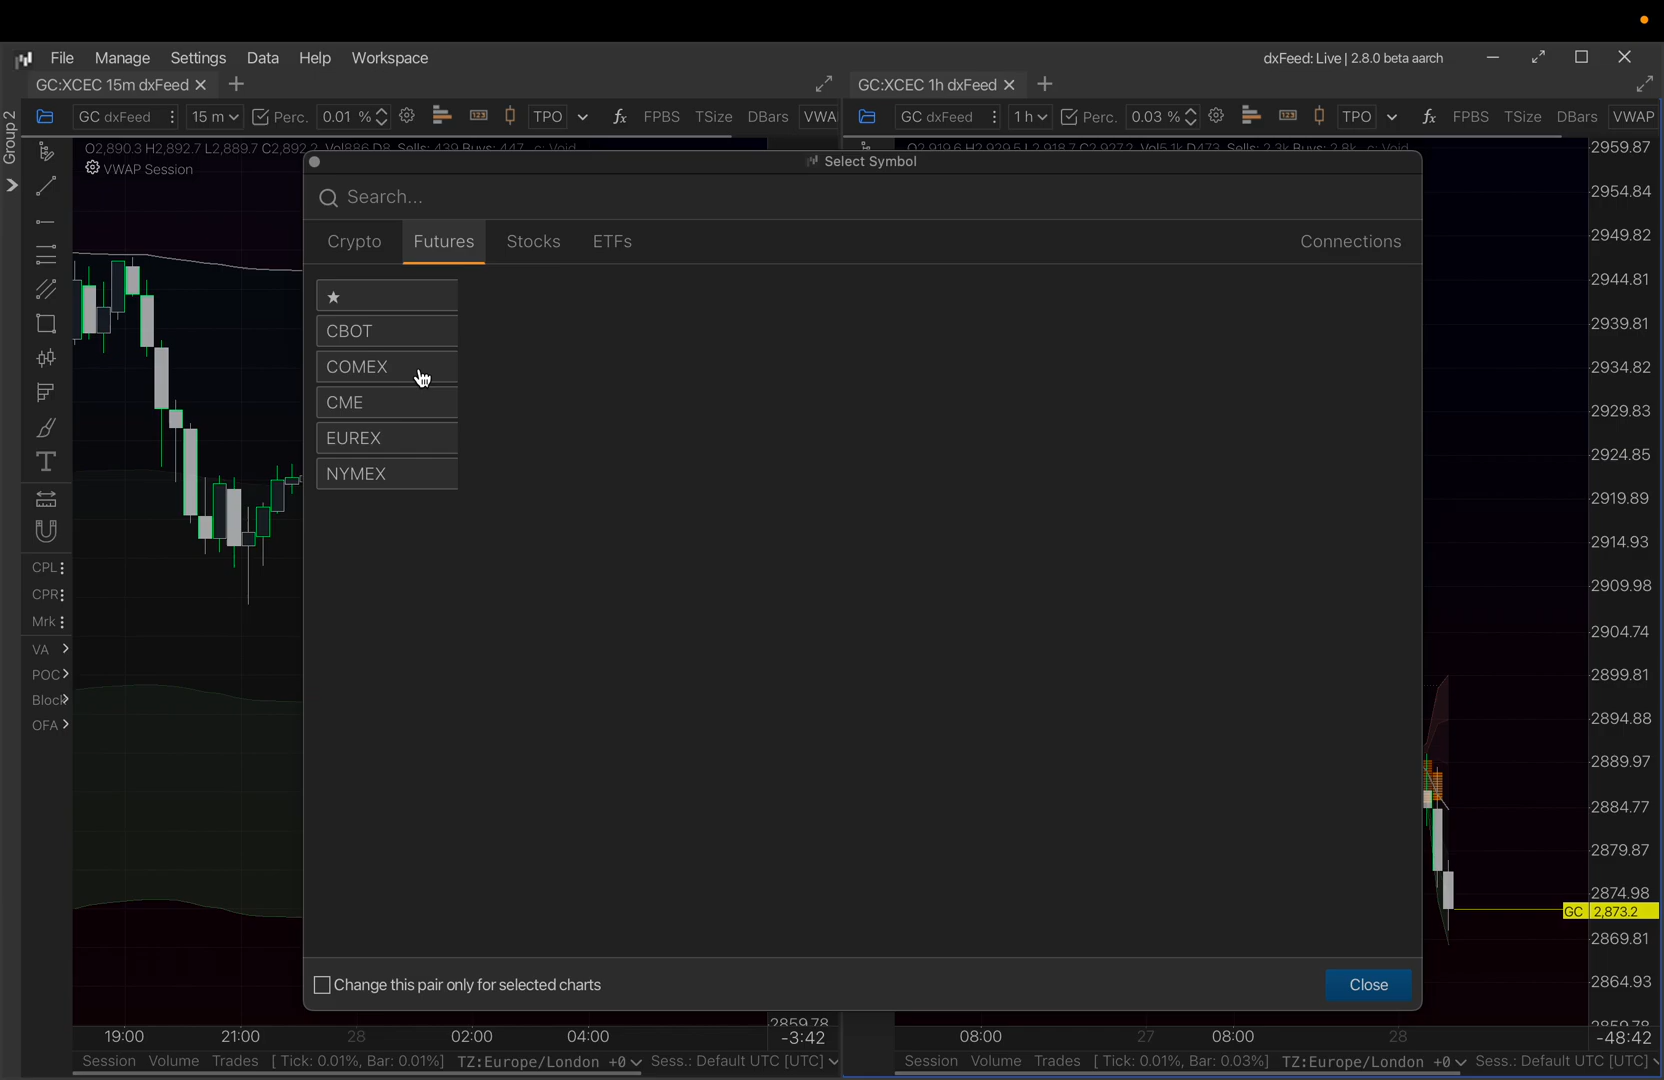 File Manage Settings Data Help Workspace
dxFeed: Live | 2.8.0 beta aarch
GC:XCEC 15m dxFeed
GC:XCEC 1h dxFeed
GC dxFeed 15 m Perc. 0.01 % TPO fx FPBS TSize DBars VWA
GC dxFeed 1 h Perc. 0.03 % TPO fx FPBS TSize DBars VWAP
Group 2
VWAP Session
Select Symbol
Search...
Crypto Futures Stocks ETFs Connections
★
CBOT
COMEX
CME
EUREX
NYMEX
CPL
CPR
Mrk
VA
POC
Block
OFA
2959.87
2954.84
2949.82
2944.81
2939.81
2934.82
2929.83
2924.85
2919.89
2914.93
2909.98
2904.74
2899.81
2894.88
2889.97
2884.77
2879.87
2874.98
GC 2,873.2
2869.81
2864.93
Change this pair only for selected charts
Close
19:00 21:00 28 02:00 04:00
-3:42
08:00 27 08:00 28
-48:42
Session Volume Trades [ Tick: 0.01%, Bar: 0.01%] TZ:Europe/London +0 Sess.: Default UTC [UTC]
Session Volume Trades [ Tick: 0.01%, Bar: 0.03%] TZ:Europe/London +0 Sess.: Default UTC [UTC]